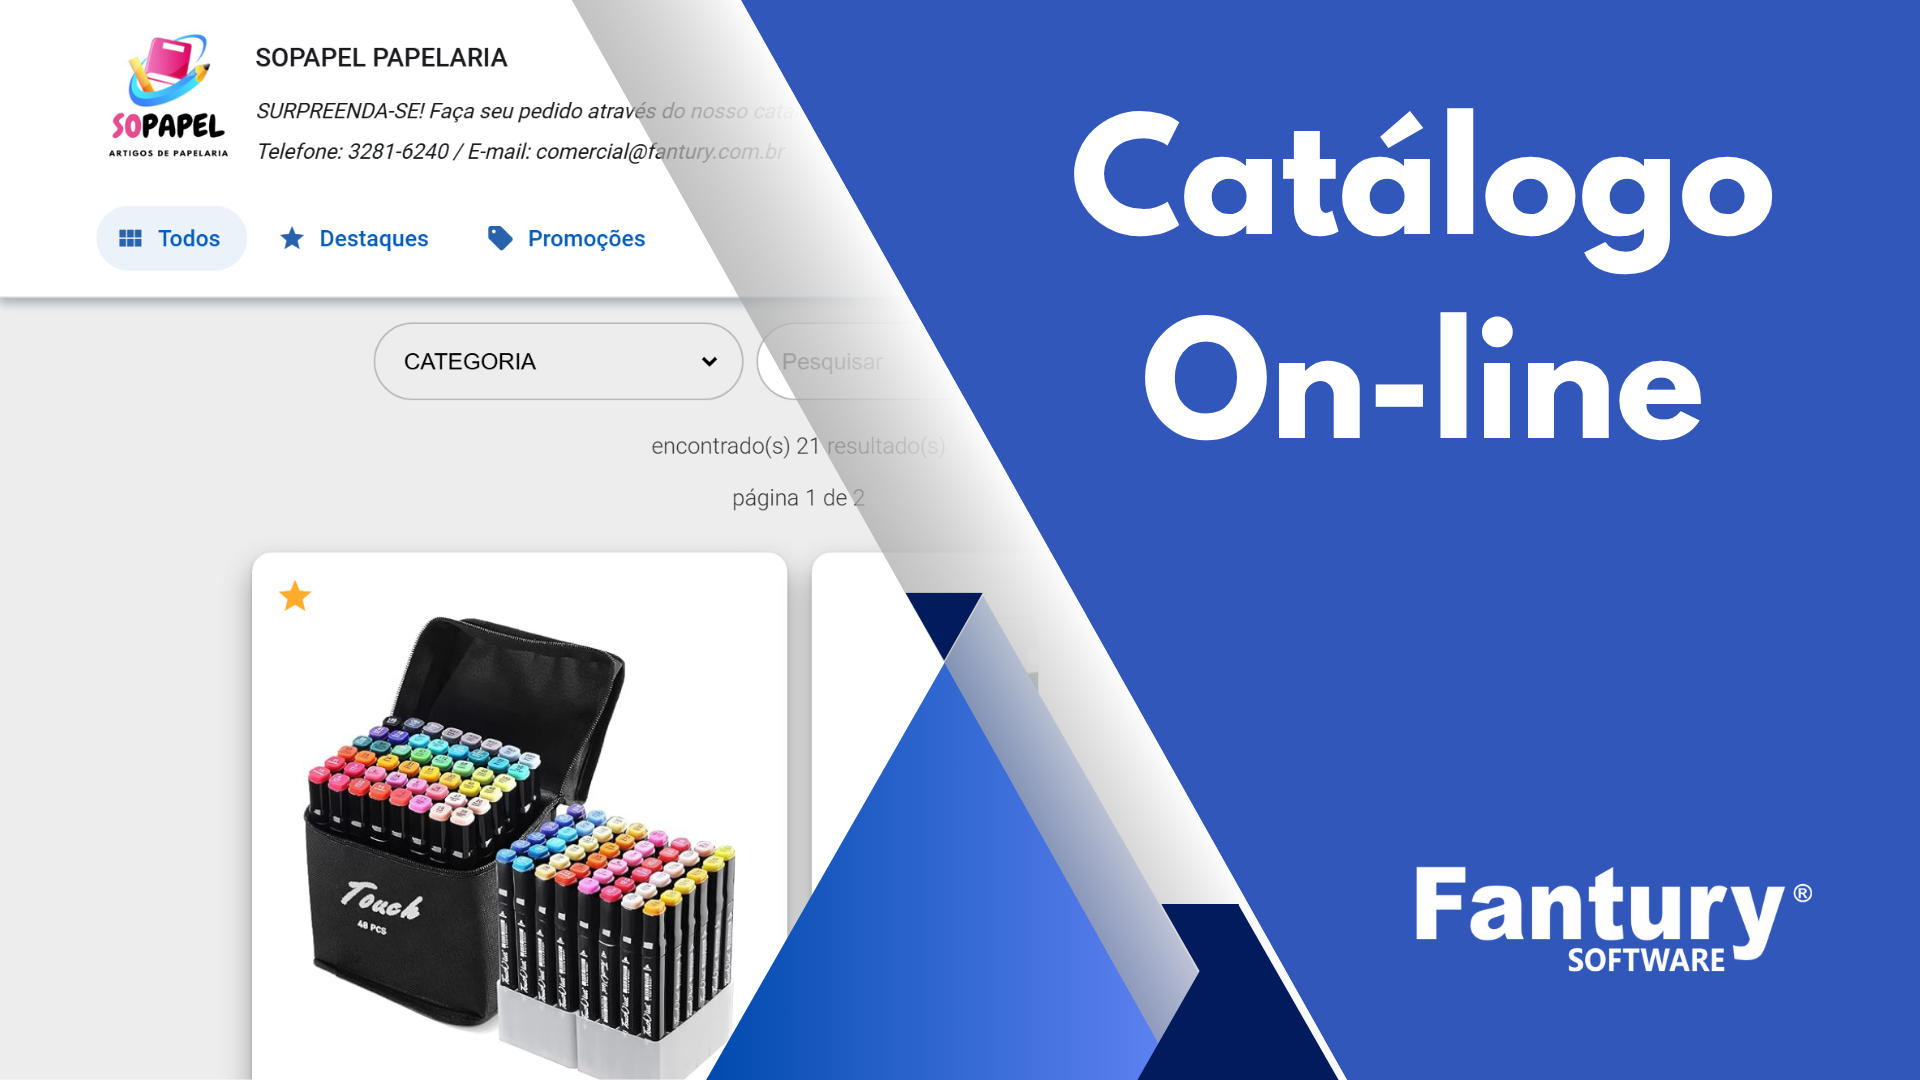 SOPAPEL
ARTIGOS DE PAPELARIA
SOPAPEL PAPELARIA
SURPREENDA-SE! Faça seu pedido através do nosso cata
Telefone: 3281-6240 / E-mail: comercial@fantury.com.br
Todos
Destaques
Promoções
CATEGORIA
Pesquisar
encontrado(s) 21 resultado(s)
página 1 de 2
Touch
48 PCS
Catálogo
On-line
Fantury®
SOFTWARE